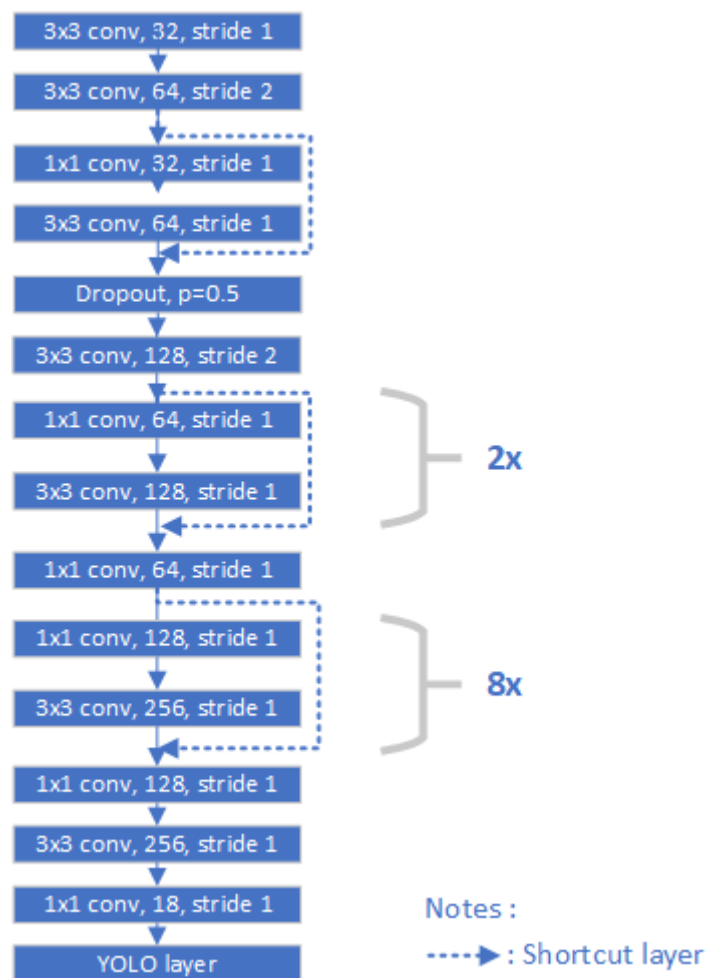 3x3 conv, 32, stride 1
3x3 conv, 64, stride 2
1x1 conv, 32, stride 1
3x3 conv, 64, stride 1
Dropout, p=0.5
3x3 conv, 128, stride 2
1x1 conv, 64, stride 1
2x
3x3 conv, 128, stride 1
1x1 conv, 64, stride 1
1x1 conv, 128, stride 1
8x
3x3 conv, 256, stride 1
1x1 conv, 128, stride 1
3x3 conv, 256, stride 1
1x1 conv, 18, stride 1
YOLO layer
Notes :
: Shortcut layer